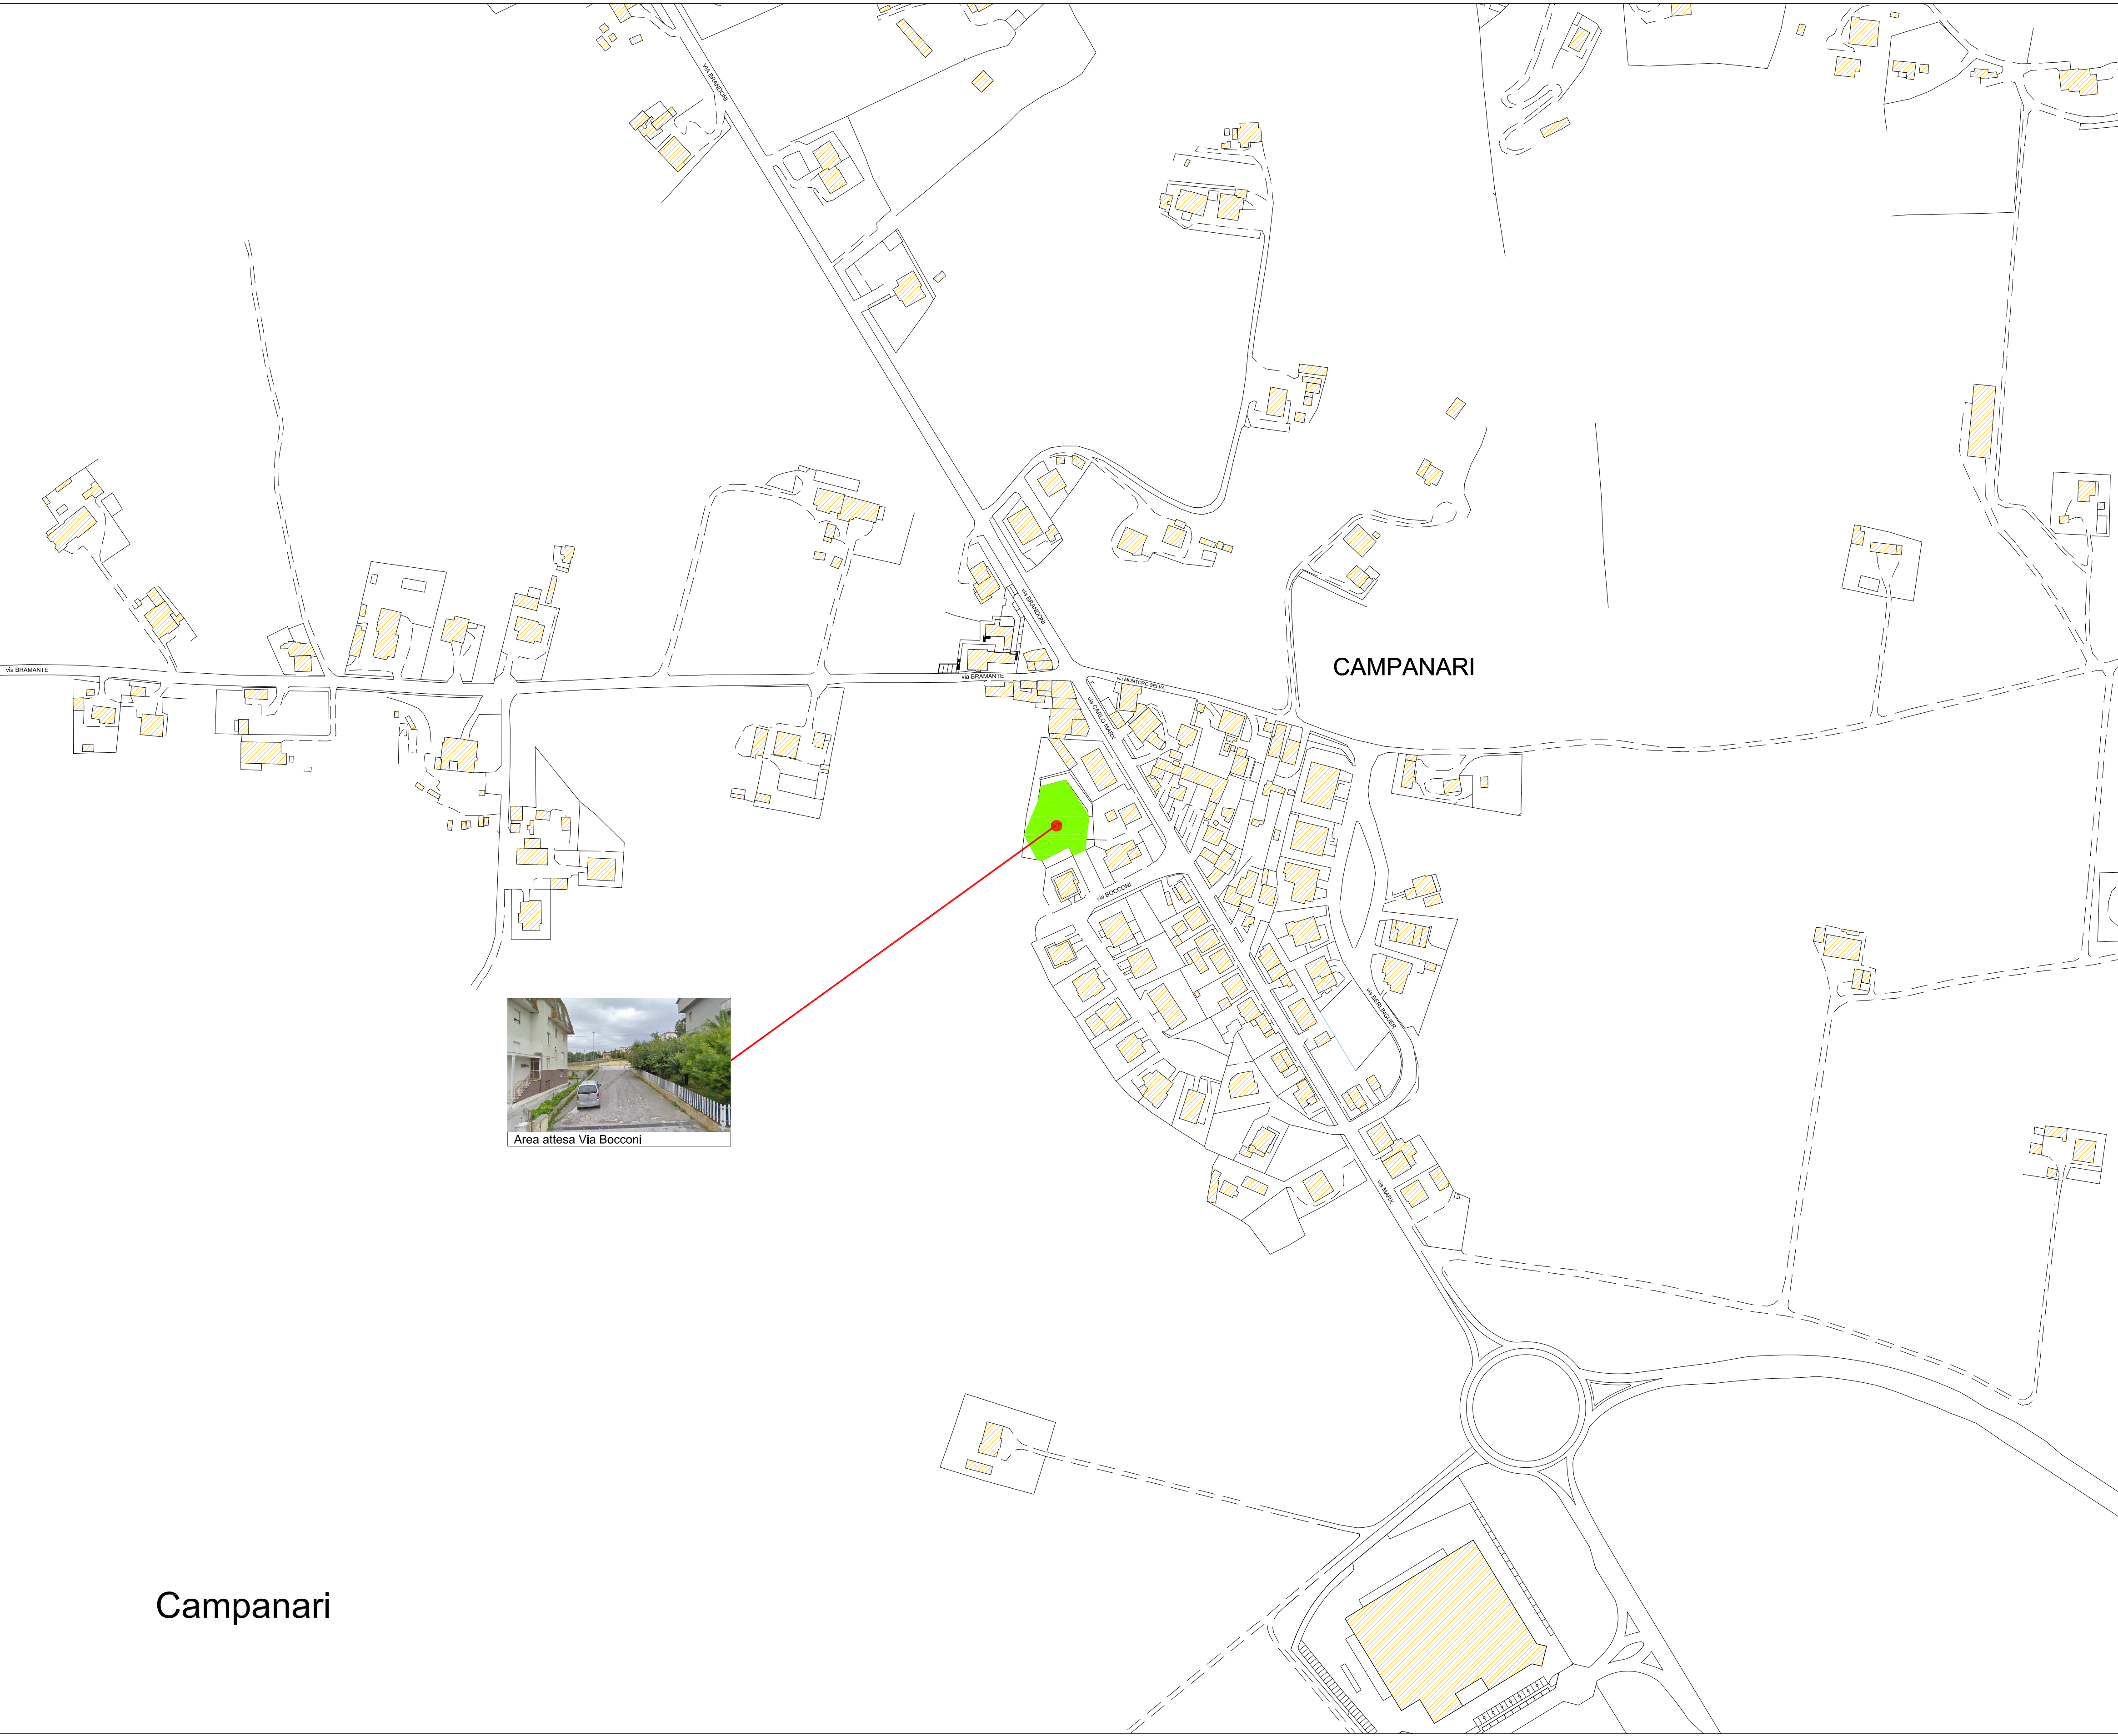 VIA BRANDONI
via BRANDONI
CAMPANARI
via BRAMANTE
via BRAMANTE
via MONTORO SELVA
via CARLO MARX
via BOCCONI
via BERLINGUER
Area attesa Via Bocconi
via MARX
Campanari